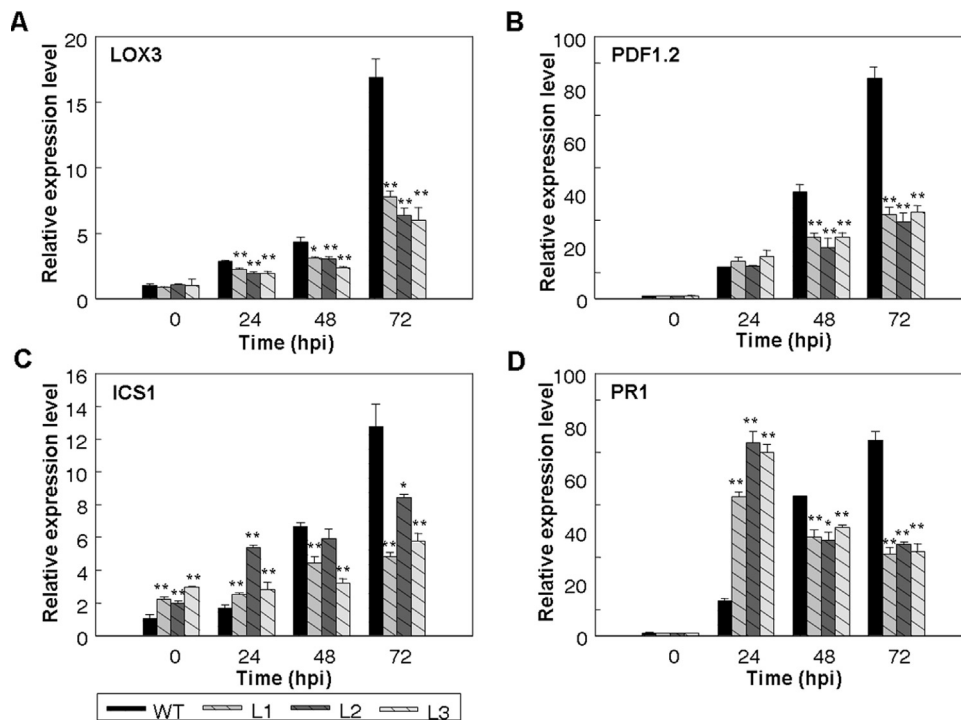 A
LOX3
Relative expression level
20
15
10
5
0
**
**
**
*
**
**
**
**
**
0 24 48 72
Time (hpi)
B
PDF1.2
Relative expression level
100
80
60
40
20
0
**
**
**
**
**
**
0 24 48 72
Time (hpi)
C
ICS1
Relative expression level
16
14
12
10
8
6
4
2
0
**
**
**
**
**
**
**
**
**
*
**
0 24 48 72
Time (hpi)
D
PR1
Relative expression level
100
80
60
40
20
0
**
**
**
**
*
**
**
**
**
0 24 48 72
Time (hpi)
WT L1 L2 L3